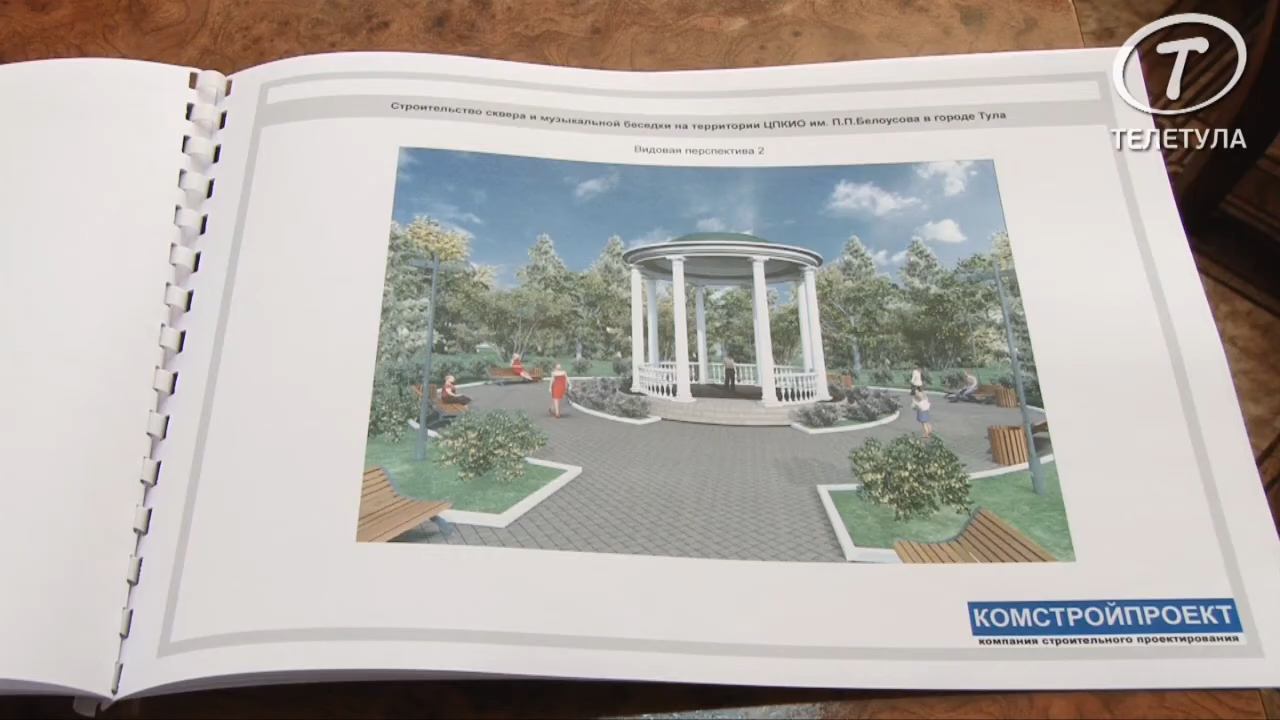 Т
ТЕЛЕТУЛА
Строительство сквера и музыкальной беседки на территории ЦПКИО им. П.П.Белоусова в городе Тула
Видовая перспектива 2
КОМСТРОЙПРОЕКТ
компания строительного проектирования